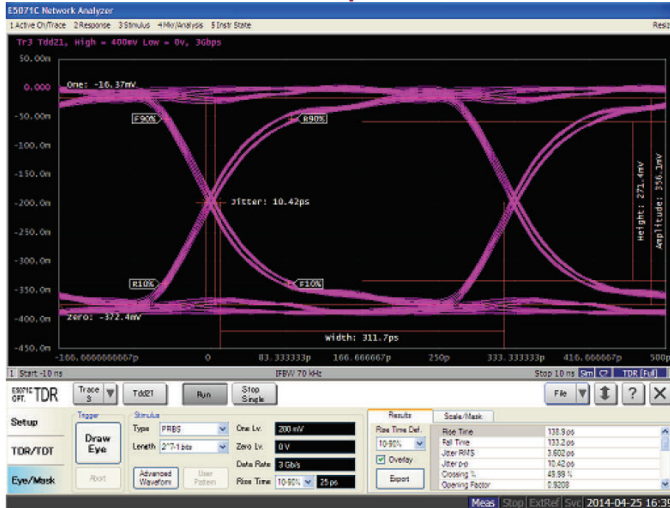 E5071C Network Analyzer
1 Active Ch/Trace 2 Response 3 Stimulus 4 Mkr/Analysis 5 Instr State
Tr3 Tdd21, High = 400mv Low = 0v, 3Gbps
50.00m
0.000
One: -16.37mV
F90%
R90%
-50.00m
-100.0m
-150.0m
-200.0m
Jitter: 10.42ps
Height: 271.4mV
Amplitude: 356.1mV
-250.0m
-300.0m
R10%
F10%
-350.0m
Zero: -372.4mV
-400.0m
Width: 311.7ps
-450.0m
-166.6666666667p 0 83.333333p 166.666667p 250p 333.333333p 416.666667p 500p
1 Start -10 ns IFBW 70 kHz Stop 10 ns Sim C? TDR [Full]
E5071C OPT. TDR
Trace 3
Tdd21
Run
Stop Single
File
?
X
Setup
TDR/TDT
Eye/Mask
Trigger
Draw Eye
Abort
Stimulus
Type PRBS
Length 2^7-1 bits
Advanced Waveform
User Pattern
One Lv. 200 mV
Zero Lv. 0 V
Data Rate 3 Gb/s
Rise Time 10-90% 25 ps
Results
Scale/Mask
Rise Time Def.
10-90%
Overlay
Export
Rise Time 138.9 ps
Fall Time 133.2 ps
Jitter RMS 3.602 ps
Jitter p-p 10.42 ps
Crossing % 49.99 %
Opening Factor 0.9208
Meas Stop ExtRef Svc 2014-04-25 16:39